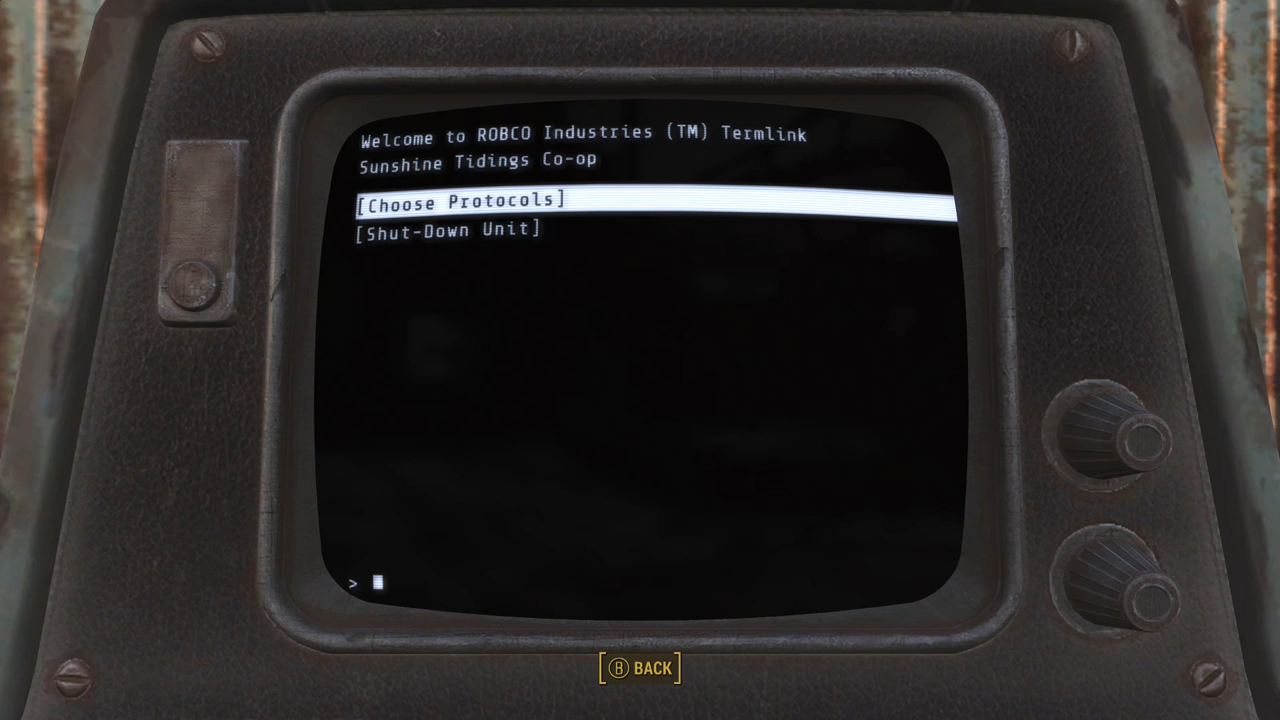 Welcome to ROBCO Industries (TM) Termlink
Sunshine Tidings Co-op
[Choose Protocols]
[Shut-Down Unit]
>
[Ⓑ BACK]